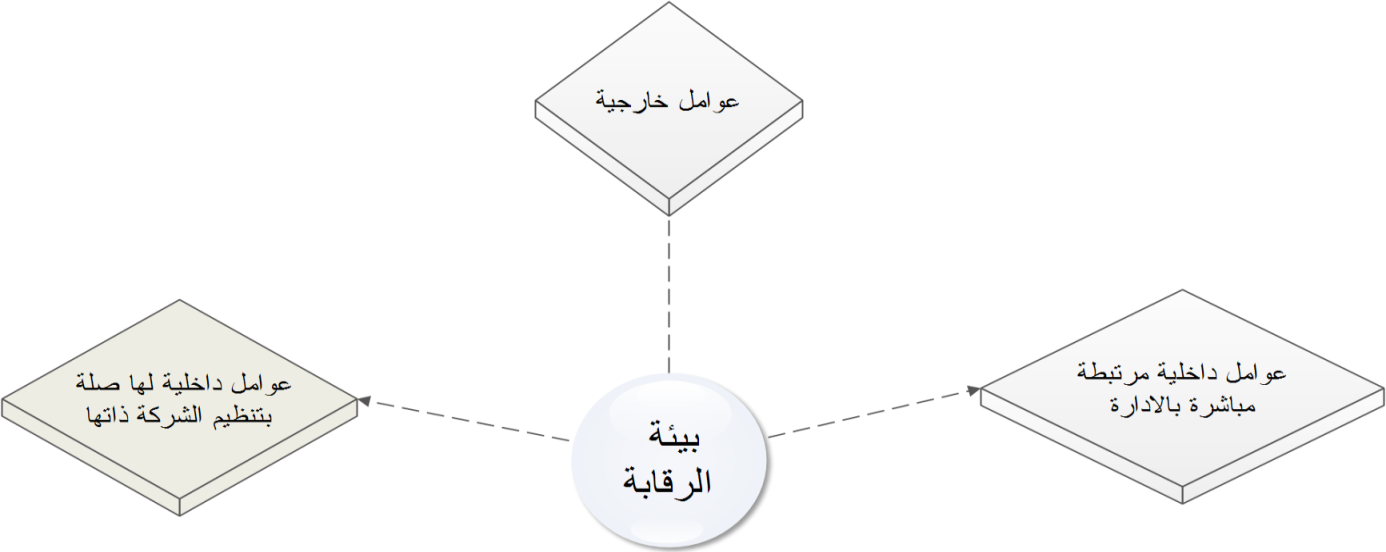 عوامل خارجية
عوامل داخلية مرتبطة
مباشرة بالادارة
عوامل داخلية لها صلة
بتنظيم الشركة ذاتها
بيئة
الرقابة